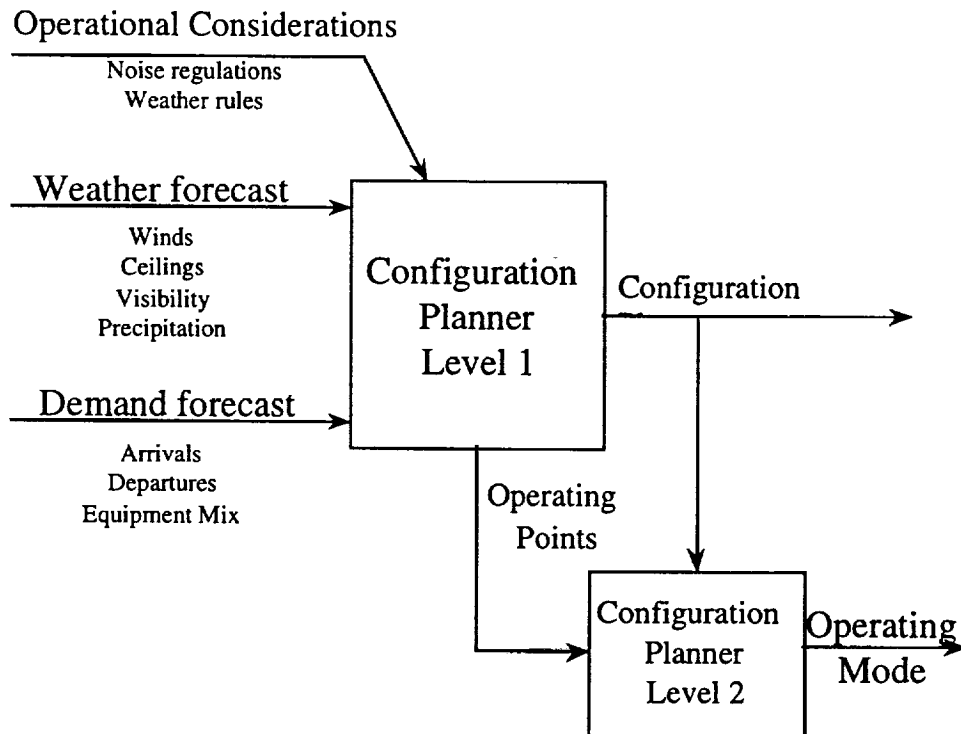 Operational Considerations
Noise regulations
Weather rules
Weather forecast
Winds
Ceilings
Visibility
Precipitation
Demand forecast
Arrivals
Departures
Equipment Mix
Configuration
Planner
Level 1
Configuration
Operating
Points
Configuration
Planner
Level 2
Operating
Mode